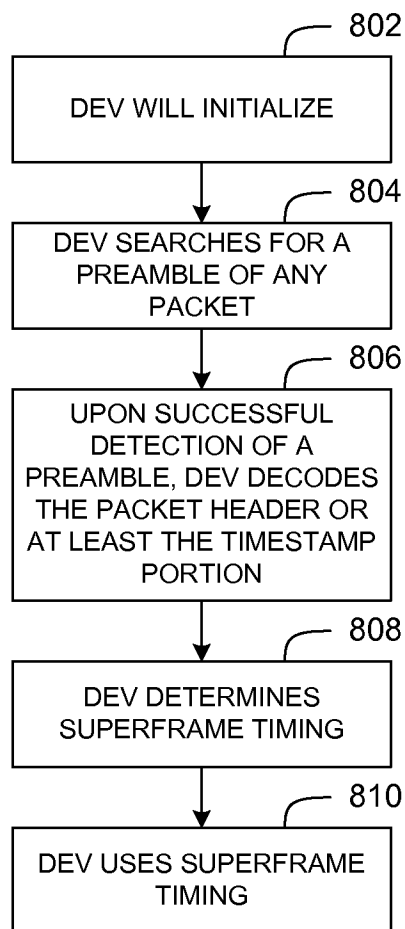 802
DEV WILL INITIALIZE
804
DEV SEARCHES FOR A
PREAMBLE OF ANY
PACKET
806
UPON SUCCESSFUL
DETECTION OF A
PREAMBLE, DEV DECODES
THE PACKET HEADER OR
AT LEAST THE TIMESTAMP
PORTION
808
DEV DETERMINES
SUPERFRAME TIMING
810
DEV USES SUPERFRAME
TIMING